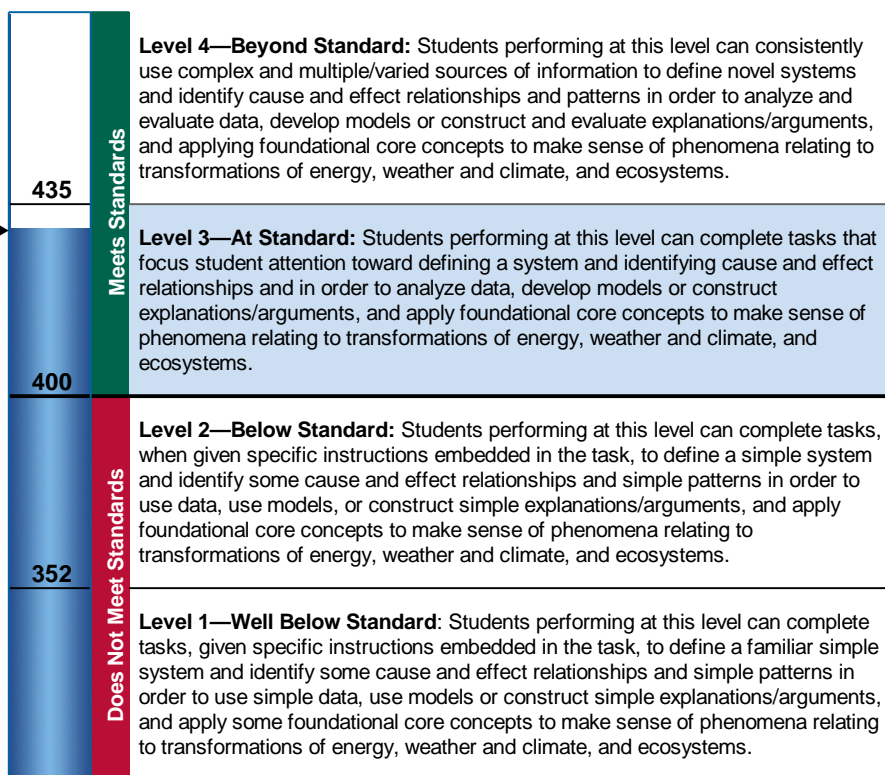 Level 4—Beyond Standard: Students performing at this level can consistently
use complex and multiple/varied sources of information to define novel systems
and identify cause and effect relationships and patterns in order to analyze and
evaluate data, develop models or construct and evaluate explanations/arguments,
and applying foundational core concepts to make sense of phenomena relating to
transformations of energy, weather and climate, and ecosystems.
435
Meets Standards
Level 3—At Standard: Students performing at this level can complete tasks that
focus student attention toward defining a system and identifying cause and effect
relationships and in order to analyze data, develop models or construct
explanations/arguments, and apply foundational core concepts to make sense of
phenomena relating to transformations of energy, weather and climate, and
ecosystems.
400
Level 2—Below Standard: Students performing at this level can complete tasks,
when given specific instructions embedded in the task, to define a simple system
and identify some cause and effect relationships and simple patterns in order to
use data, use models, or construct simple explanations/arguments, and apply
foundational core concepts to make sense of phenomena relating to
transformations of energy, weather and climate, and ecosystems.
352
Does Not Meet Standards
Level 1—Well Below Standard: Students performing at this level can complete
tasks, given specific instructions embedded in the task, to define a familiar simple
system and identify some cause and effect relationships and simple patterns in
order to use simple data, use models or construct simple explanations/arguments,
and apply some foundational core concepts to make sense of phenomena relating
to transformations of energy, weather and climate, and ecosystems.